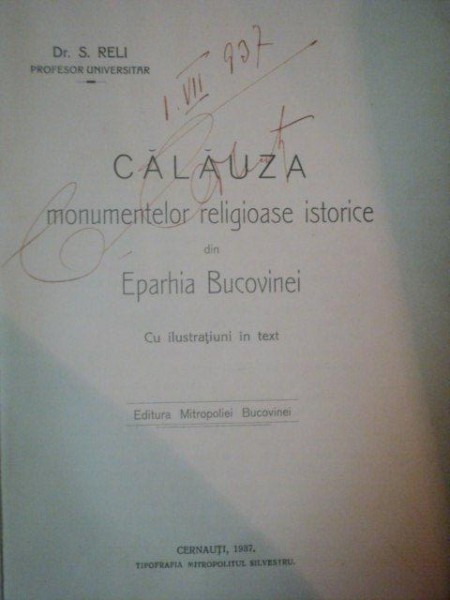 Dr. S. RELI
PROFESOR UNIVERSITAR
1. VII 937
CĂLĂUZA
monumentelor religioase istorice
din
Eparhia Bucovinei
Cu ilustrațiuni in text
Editura Mitropoliei Bucovinei
CERNAUȚI, 1937.
TIPOGRAFIA MITROPOLITUL SILVESTRU.